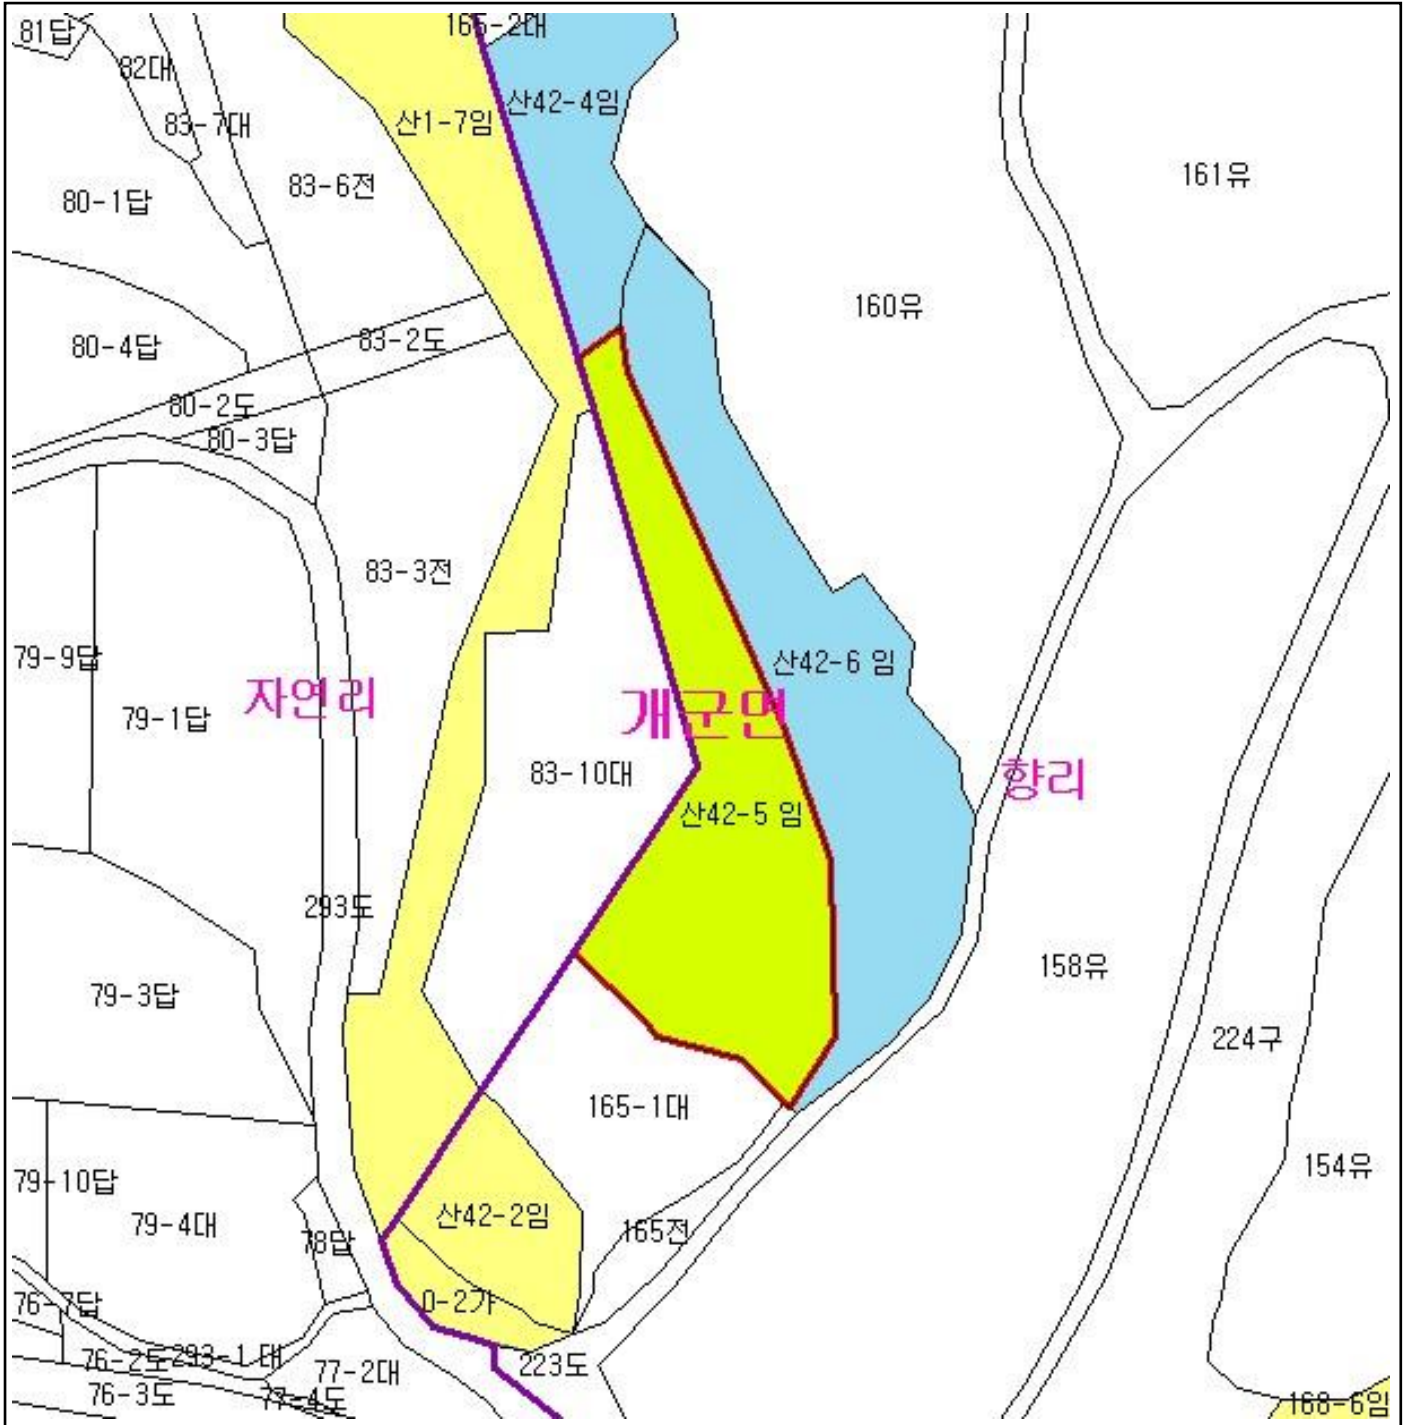 81답
165-2대
82대
산42-4임
83-7대
산1-7임
161유
83-6전
80-1답
160유
83-2도
80-4답
80-2도
80-3답
83-3전
79-9답
산42-6 임
자연리
개군면
79-1답
83-10대
향리
산42-5 임
293도
158유
79-3답
224구
165-1대
154유
79-10답
산42-2임
79-4대
165전
78답
0-2가
76-7답
293-1대
76-2도
223도
77-2대
76-3도
77-4도
168-6임